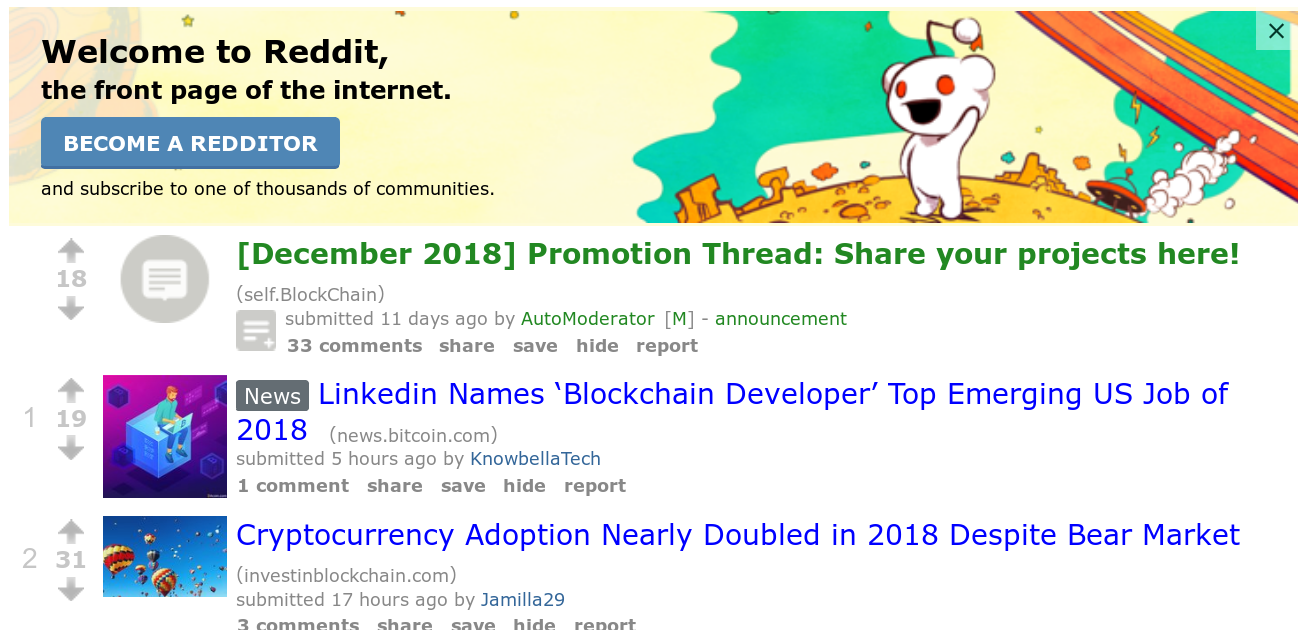 Welcome to Reddit,
the front page of the internet.
BECOME A REDDITOR
and subscribe to one of thousands of communities.
18
[December 2018] Promotion Thread: Share your projects here!
(self.BlockChain)
submitted 11 days ago by AutoModerator [M] - announcement
33 comments share save hide report
1
19
News Linkedin Names ‘Blockchain Developer’ Top Emerging US Job of
2018 (news.bitcoin.com)
submitted 5 hours ago by KnowbellaTech
1 comment share save hide report
2
31
Cryptocurrency Adoption Nearly Doubled in 2018 Despite Bear Market
(investinblockchain.com)
submitted 17 hours ago by Jamilla29
3 comments share save hide report